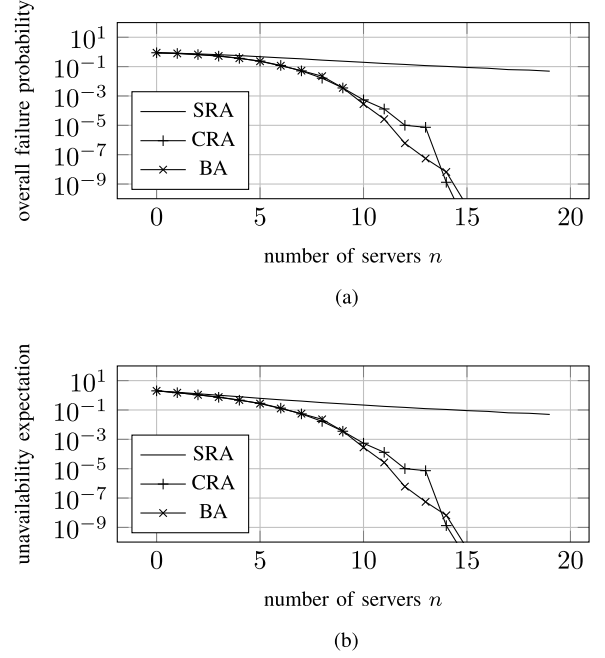 overall failure probability
10^1
10^−1
10^−3
10^−5
10^−7
10^−9
SRA
CRA
BA
0 5 10 15 20
number of servers n
(a)
unavailability expectation
10^1
10^−1
10^−3
10^−5
10^−7
10^−9
SRA
CRA
BA
0 5 10 15 20
number of servers n
(b)